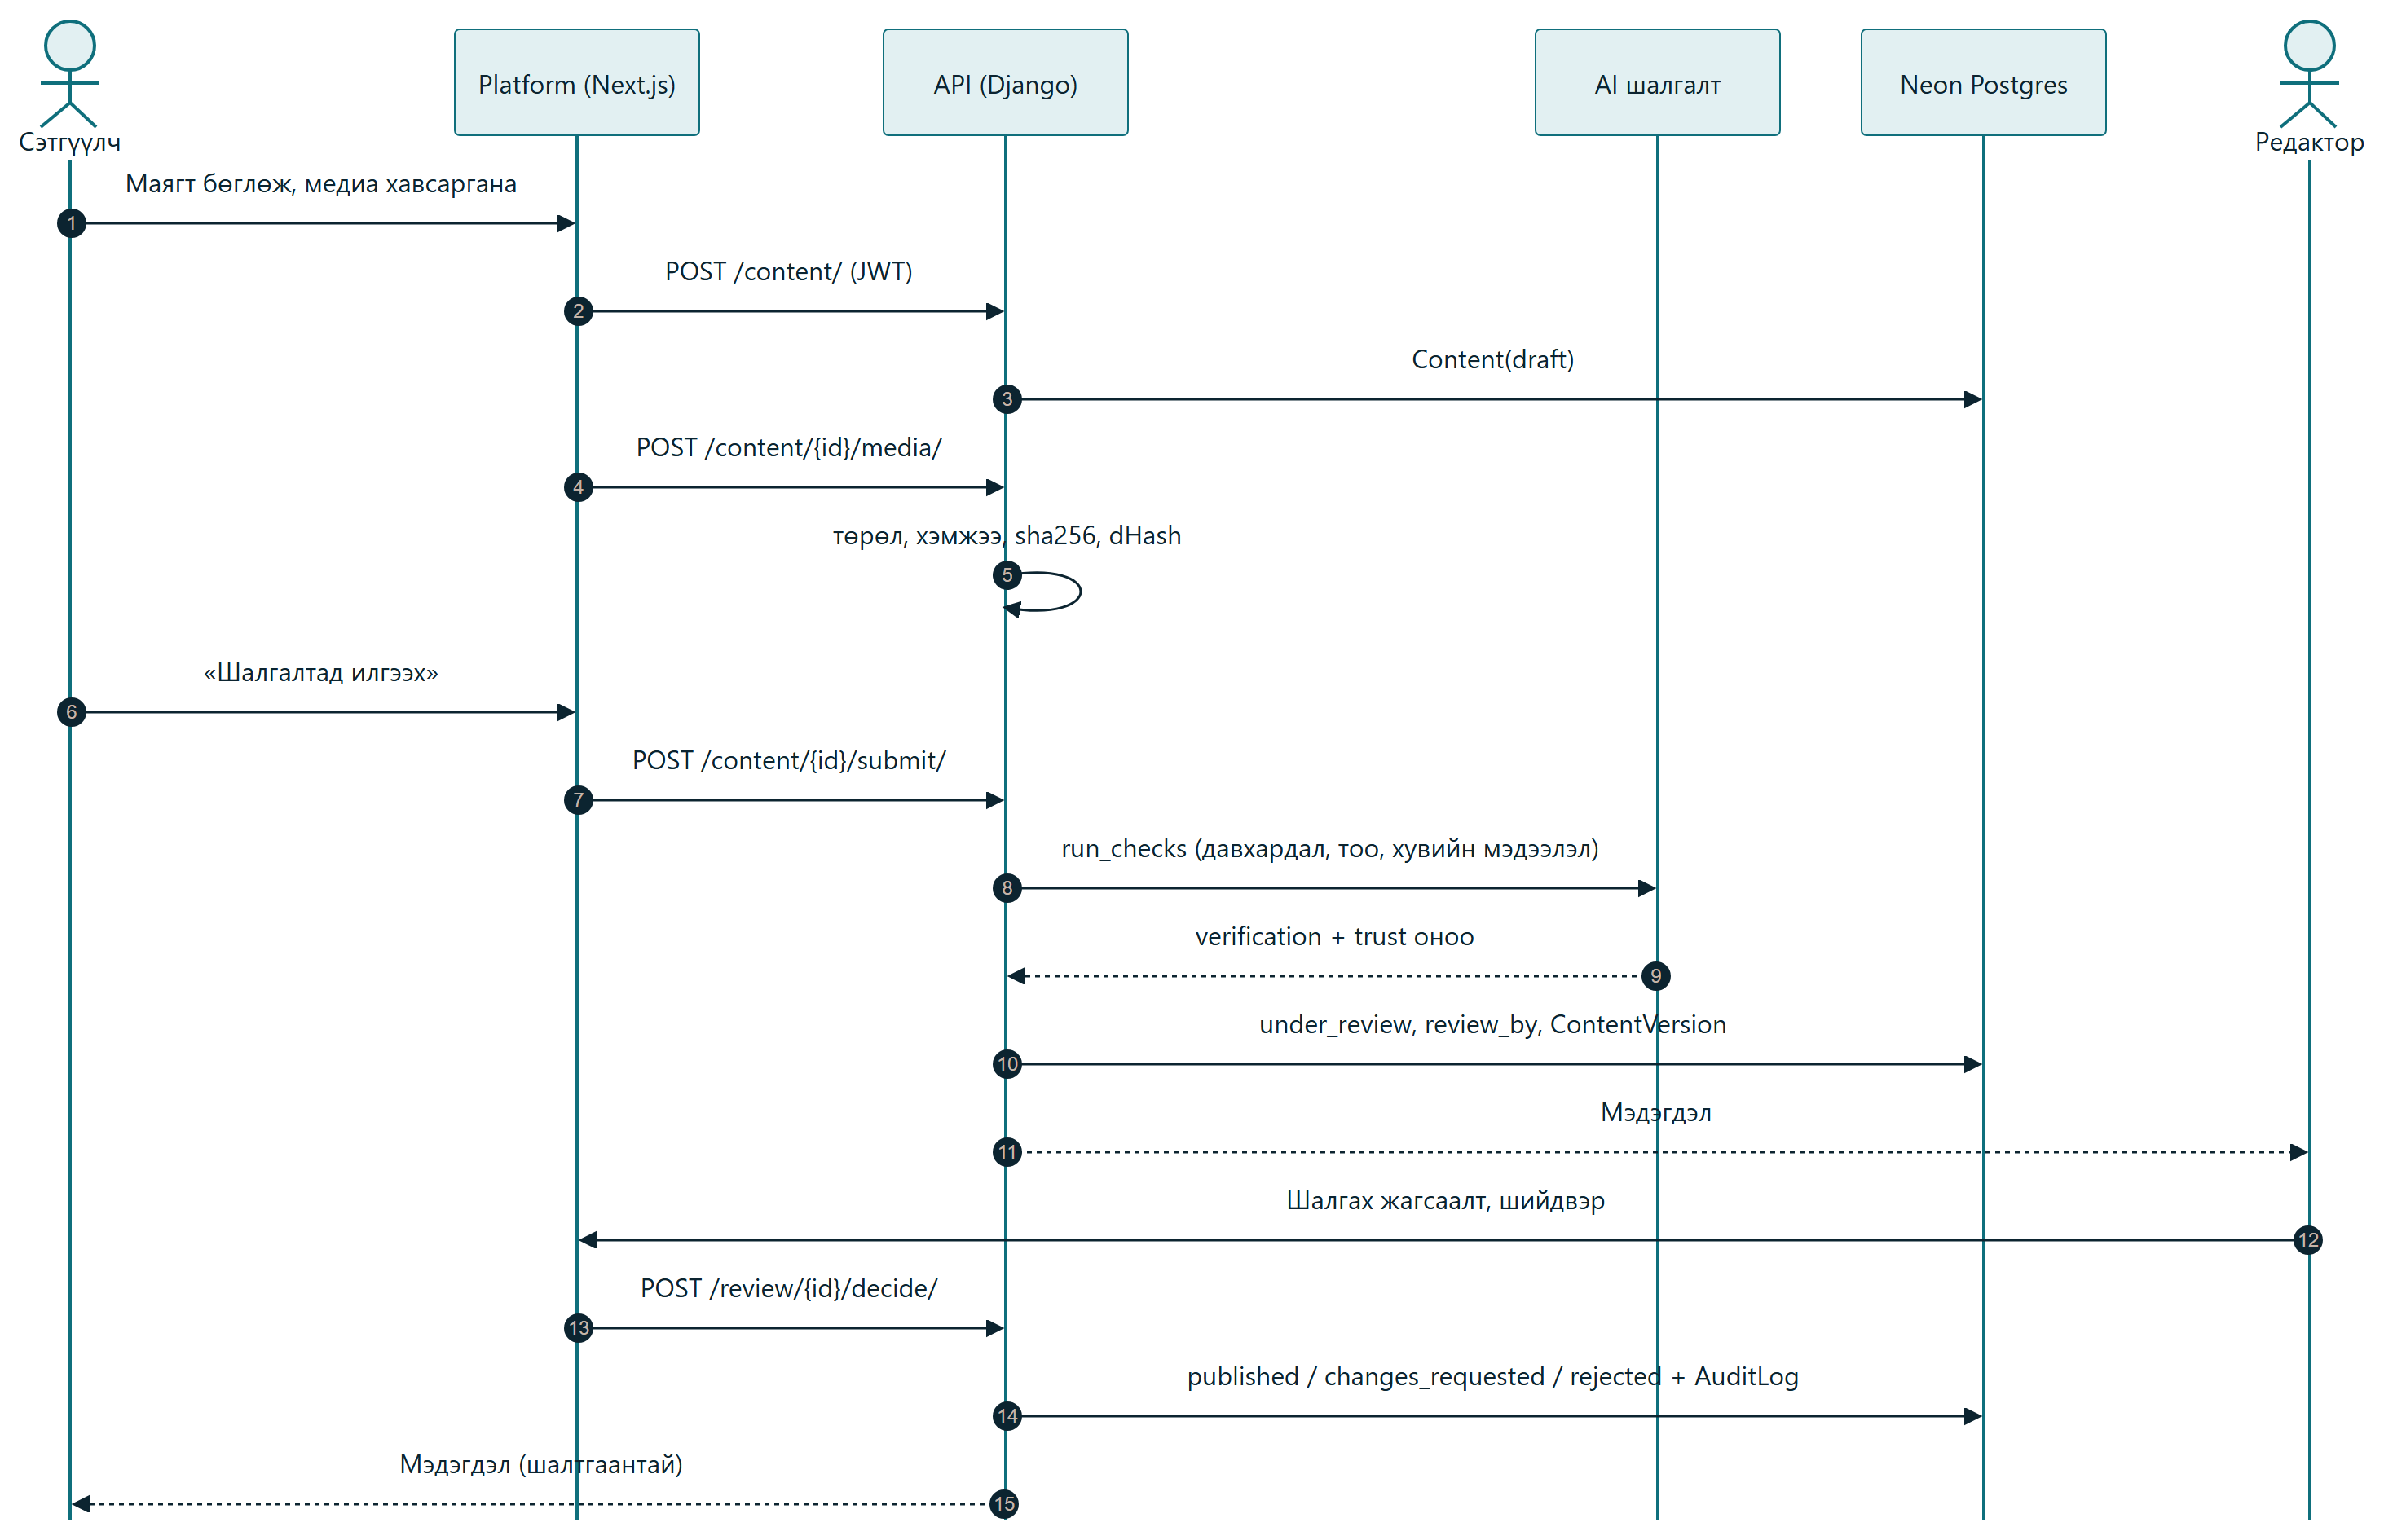 Сэтгүүлч
Platform (Next.js)
API (Django)
AI шалгалт
Neon Postgres
Редактор
Маягт бөглөж, медиа хавсаргана
1
POST /content/ (JWT)
2
Content(draft)
3
POST /content/{id}/media/
4
төрөл, хэмжээ, sha256, dHash
5
«Шалгалтад илгээх»
6
POST /content/{id}/submit/
7
run_checks (давхардал, тоо, хувийн мэдээлэл)
8
verification + trust оноо
9
under_review, review_by, ContentVersion
10
Мэдэгдэл
11
Шалгах жагсаалт, шийдвэр
12
POST /review/{id}/decide/
13
published / changes_requested / rejected + AuditLog
14
Мэдэгдэл (шалтгаантай)
15